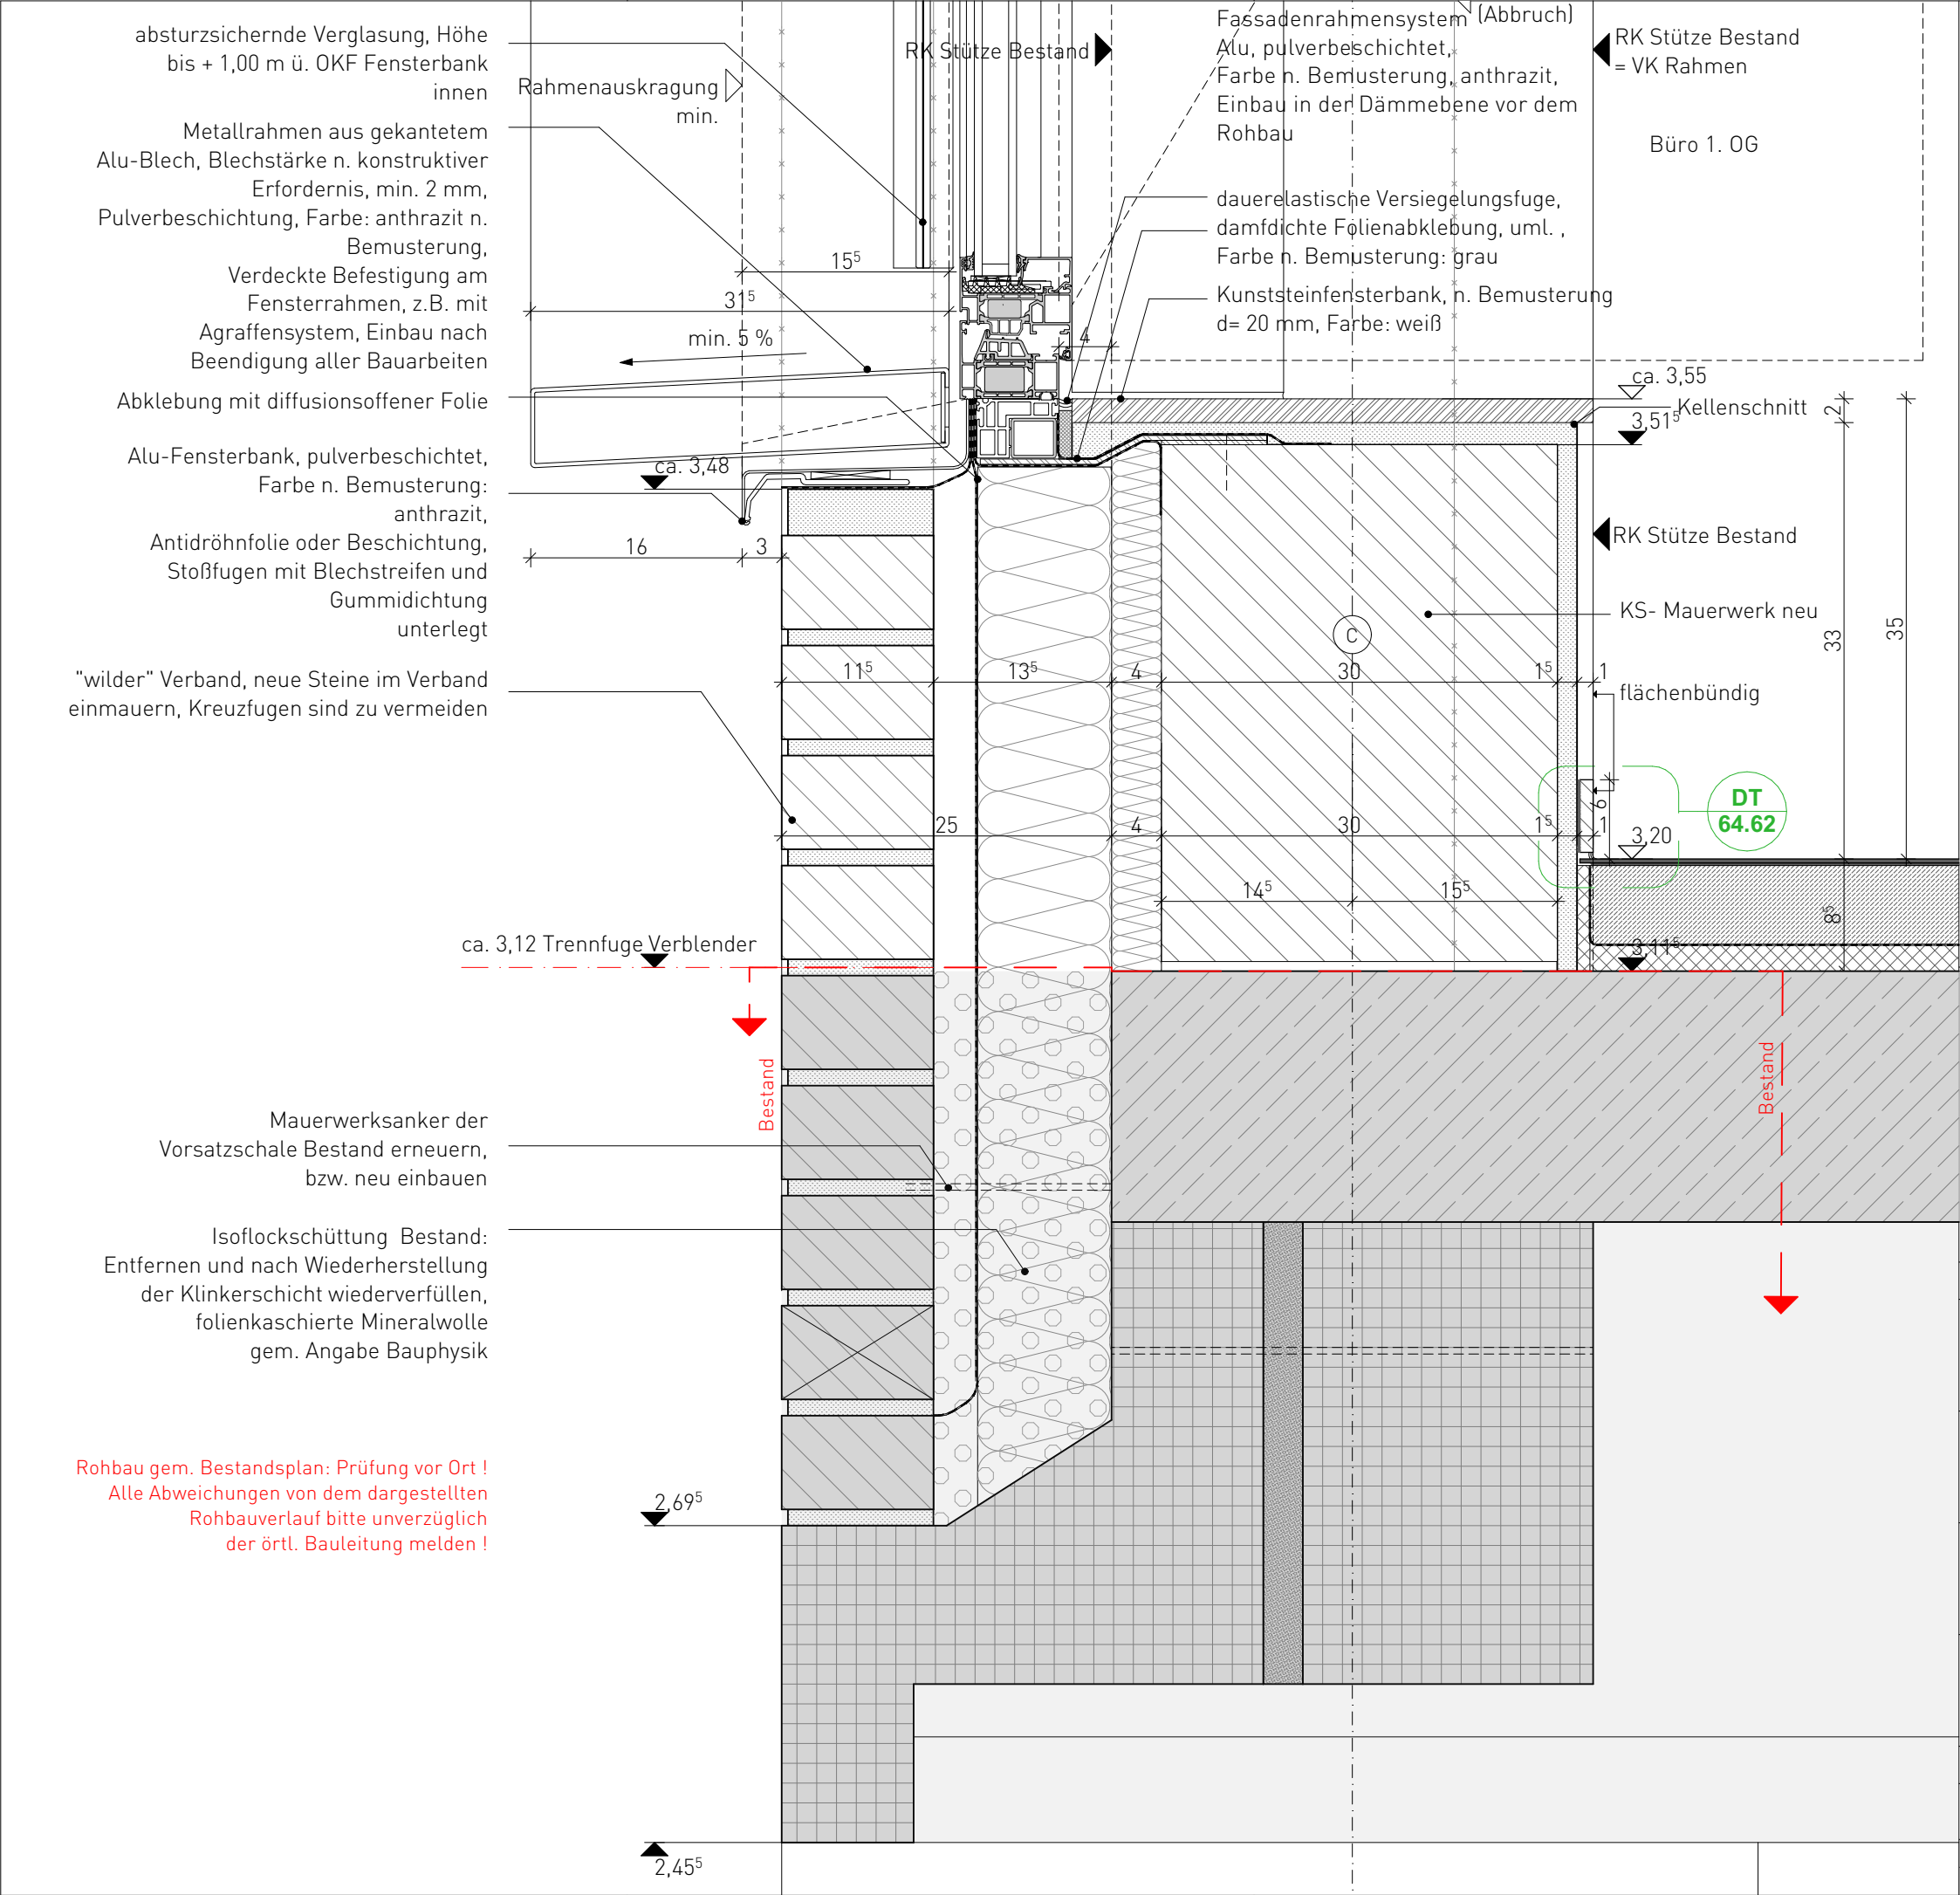 absturzsichernde Verglasung, Höhe
bis + 1,00 m ü. OKF Fensterbank
innen
Rahmenauskragung
min.
Metallrahmen aus gekantetem
Alu-Blech, Blechstärke n. konstruktiver
Erfordernis, min. 2 mm,
Pulverbeschichtung, Farbe: anthrazit n.
Bemusterung,
Verdeckte Befestigung am
Fensterrahmen, z.B. mit
Agraffensystem, Einbau nach
Beendigung aller Bauarbeiten
Abklebung mit diffusionsoffener Folie
Alu-Fensterbank, pulverbeschichtet,
Farbe n. Bemusterung:
anthrazit,
Antidröhnfolie oder Beschichtung,
Stoßfugen mit Blechstreifen und
Gummidichtung
unterlegt
"wilder" Verband, neue Steine im Verband
einmauern, Kreuzfugen sind zu vermeiden
ca. 3,12 Trennfuge Verblender
Mauerwerksanker der
Vorsatzschale Bestand erneuern,
bzw. neu einbauen
Isoflockschüttung Bestand:
Entfernen und nach Wiederherstellung
der Klinkerschicht wiederverfüllen,
folienkaschierte Mineralwolle
gem. Angabe Bauphysik
Rohbau gem. Bestandsplan: Prüfung vor Ort !
Alle Abweichungen von dem dargestellten
Rohbauverlauf bitte unverzüglich
der örtl. Bauleitung melden !
RK Stütze Bestand
Fassadenrahmensystem
Alu, pulverbeschichtet,
Farbe n. Bemusterung, anthrazit,
Einbau in der Dämmebene vor dem
Rohbau
(Abbruch)
RK Stütze Bestand
= VK Rahmen
Büro 1. OG
dauerelastische Versiegelungsfuge,
damfdichte Folienabklebung, uml. ,
Farbe n. Bemusterung: grau
Kunststeinfensterbank, n. Bemusterung
d= 20 mm, Farbe: weiß
15⁵
31⁵
min. 5 %
4
ca. 3,48
16
3
ca. 3,55
Kellenschnitt
3,51⁵
2
RK Stütze Bestand
KS- Mauerwerk neu
C
33
35
11⁵
13⁵
4
30
1⁵
1
flächenbündig
25
4
30
1⁵
1
6
DT
64.62
3,20
14⁵
15⁵
8⁵
3,11⁵
Bestand
Bestand
2,69⁵
2,45⁵